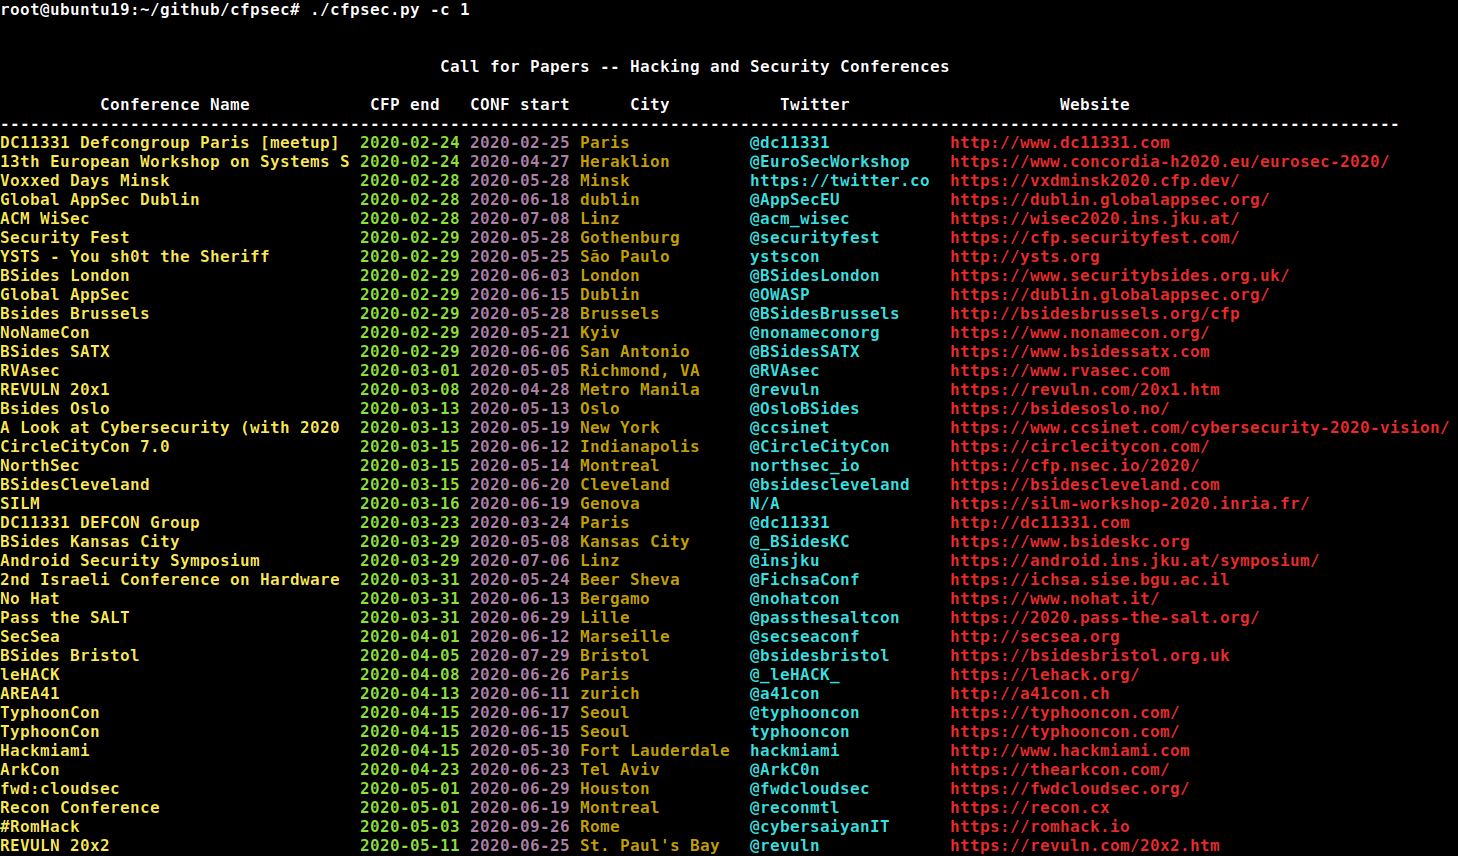 root@ubuntu19:~/github/cfpsec# ./cfpsec.py -c 1
Call for Papers -- Hacking and Security Conferences
Conference Name CFP end CONF start City Twitter Website
--------------------------------------------------------------------------------------------------------------------------------------------
DC11331 Defcongroup Paris [meetup] 2020-02-24 2020-02-25 Paris @dc11331 http://www.dc11331.com
13th European Workshop on Systems S 2020-02-24 2020-04-27 Heraklion @EuroSecWorkshop https://www.concordia-h2020.eu/eurosec-2020/
Voxxed Days Minsk 2020-02-28 2020-05-28 Minsk https://twitter.co https://vxdminsk2020.cfp.dev/
Global AppSec Dublin 2020-02-28 2020-06-18 dublin @AppSecEU https://dublin.globalappsec.org/
ACM WiSec 2020-02-28 2020-07-08 Linz @acm_wisec https://wisec2020.ins.jku.at/
Security Fest 2020-02-29 2020-05-28 Gothenburg @securityfest https://cfp.securityfest.com/
YSTS - You sh0t the Sheriff 2020-02-29 2020-05-25 São Paulo ystscon http://ysts.org
BSides London 2020-02-29 2020-06-03 London @BSidesLondon https://www.securitybsides.org.uk/
Global AppSec 2020-02-29 2020-06-15 Dublin @OWASP https://dublin.globalappsec.org/
Bsides Brussels 2020-02-29 2020-05-28 Brussels @BSidesBrussels http://bsidesbrussels.org/cfp
NoNameCon 2020-02-29 2020-05-21 Kyiv @nonameconorg https://www.nonamecon.org/
BSides SATX 2020-02-29 2020-06-06 San Antonio @BSidesSATX https://www.bsidessatx.com
RVAsec 2020-03-01 2020-05-05 Richmond, VA @RVAsec https://www.rvasec.com
REVULN 20x1 2020-03-08 2020-04-28 Metro Manila @revuln https://revuln.com/20x1.htm
Bsides Oslo 2020-03-13 2020-05-13 Oslo @OsloBSides https://bsidesoslo.no/
A Look at Cybersecurity (with 2020 2020-03-13 2020-05-19 New York @ccsinet https://www.ccsinet.com/cybersecurity-2020-vision/
CircleCityCon 7.0 2020-03-15 2020-06-12 Indianapolis @CircleCityCon https://circlecitycon.com/
NorthSec 2020-03-15 2020-05-14 Montreal northsec_io https://cfp.nsec.io/2020/
BSidesCleveland 2020-03-15 2020-06-20 Cleveland @bsidescleveland https://bsidescleveland.com
SILM 2020-03-16 2020-06-19 Genova N/A https://silm-workshop-2020.inria.fr/
DC11331 DEFCON Group 2020-03-23 2020-03-24 Paris @dc11331 http://dc11331.com
BSides Kansas City 2020-03-29 2020-05-08 Kansas City @_BSidesKC https://www.bsideskc.org
Android Security Symposium 2020-03-29 2020-07-06 Linz @insjku https://android.ins.jku.at/symposium/
2nd Israeli Conference on Hardware 2020-03-31 2020-05-24 Beer Sheva @FichsaConf https://ichsa.sise.bgu.ac.il
No Hat 2020-03-31 2020-06-13 Bergamo @nohatcon https://www.nohat.it/
Pass the SALT 2020-03-31 2020-06-29 Lille @passthesaltcon https://2020.pass-the-salt.org/
SecSea 2020-04-01 2020-06-12 Marseille @secseaconf http://secsea.org
BSides Bristol 2020-04-05 2020-07-29 Bristol @bsidesbristol https://bsidesbristol.org.uk
leHACK 2020-04-08 2020-06-26 Paris @_leHACK_ https://lehack.org/
AREA41 2020-04-13 2020-06-11 zurich @a41con http://a41con.ch
TyphoonCon 2020-04-15 2020-06-17 Seoul @typhooncon https://typhooncon.com/
TyphoonCon 2020-04-15 2020-06-15 Seoul typhooncon https://typhooncon.com/
Hackmiami 2020-04-15 2020-05-30 Fort Lauderdale hackmiami http://www.hackmiami.com
ArkCon 2020-04-23 2020-06-23 Tel Aviv @ArkC0n https://thearkcon.com/
fwd:cloudsec 2020-05-01 2020-06-29 Houston @fwdcloudsec https://fwdcloudsec.org/
Recon Conference 2020-05-01 2020-06-19 Montreal @reconmtl https://recon.cx
#RomHack 2020-05-03 2020-09-26 Rome @cybersaiyanIT https://romhack.io
REVULN 20x2 2020-05-11 2020-06-25 St. Paul's Bay @revuln https://revuln.com/20x2.htm